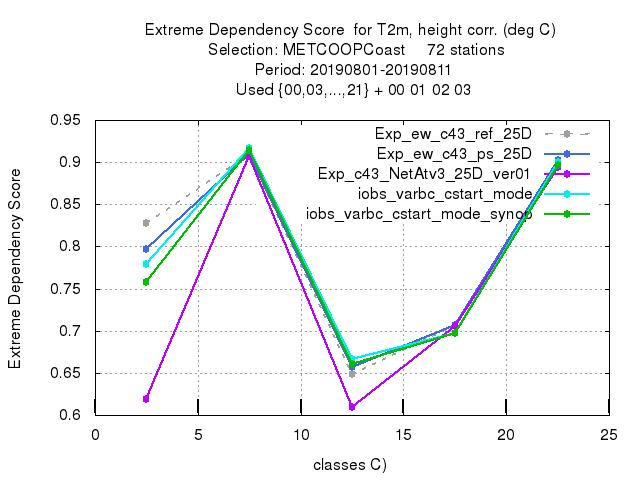 Extreme Dependency Score  for T2m, height corr. (deg C)
Selection: METCOOPCoast     72 stations
Period: 20190801-20190811
Used {00,03,...,21} + 00 01 02 03
Exp_ew_c43_ref_25D
Exp_ew_c43_ps_25D
Exp_c43_NetAtv3_25D_ver01
iobs_varbc_cstart_mode
iobs_varbc_cstart_mode_synop
Extreme Dependency Score
0.95
0.9
0.85
0.8
0.75
0.7
0.65
0.6
0 5 10 15 20 25
classes C)